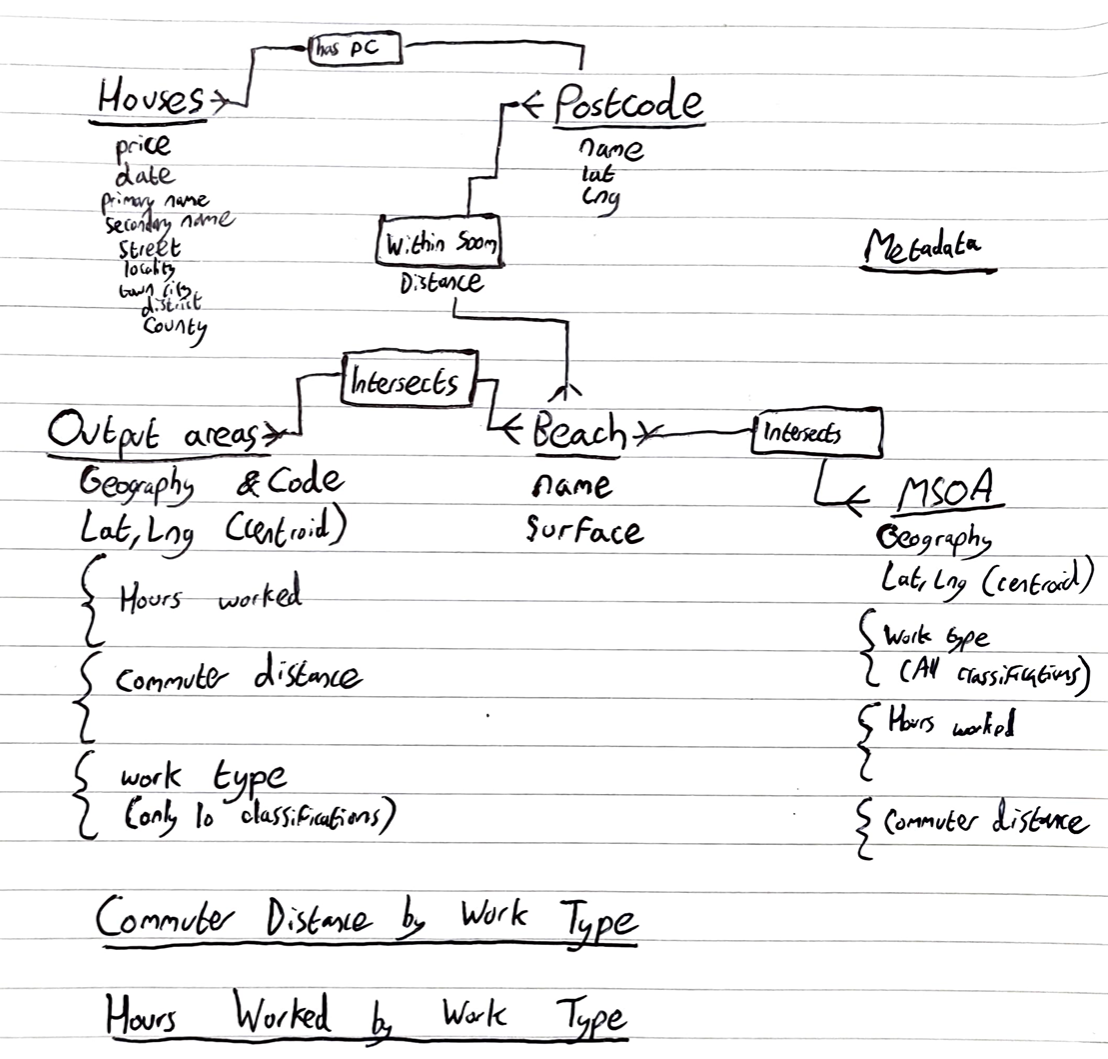 has PC
Houses
price
date
primary name
secondary name
street
locality
town city
district
County
Postcode
name
lat
lng
Within 500m
Distance
Metadata
Intersects
Output areas
Geography & Code
Lat, Lng (centroid)
Hours worked
Commuter distance
work type
(only 10 classifications)
Beach
name
Surface
Intersects
MSOA
Geography
Lat, Lng (centroid)
Work type
(All classifications)
Hours worked
Commuter distance
Commuter Distance by Work Type
Hours Worked by Work Type